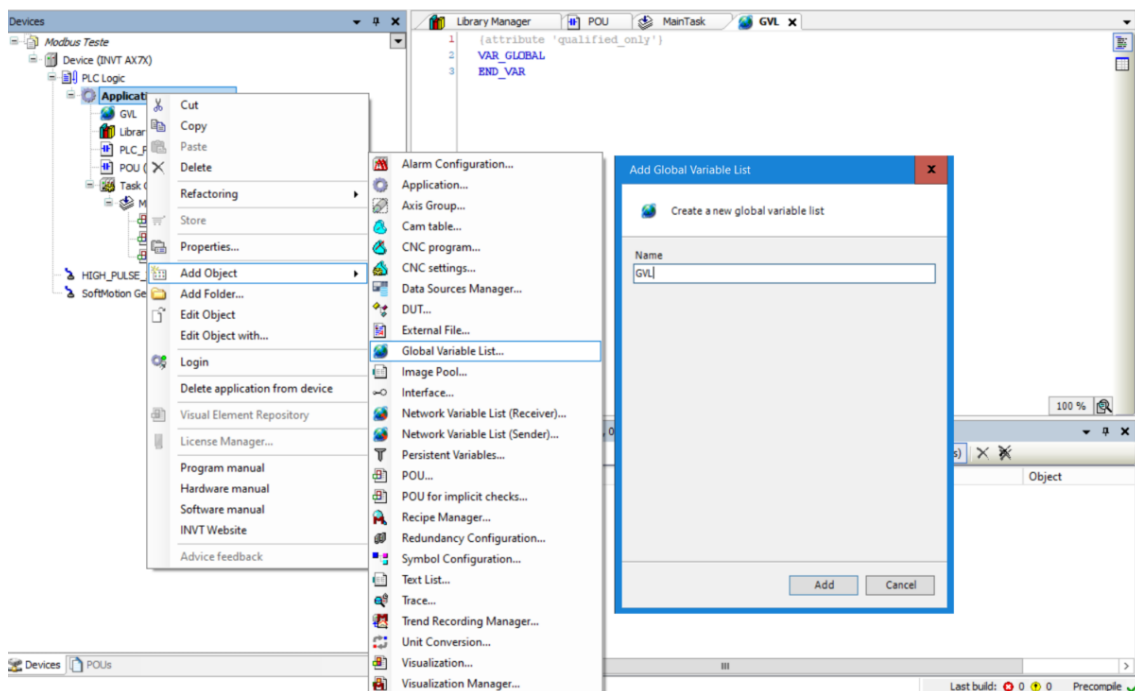 Devices
Modbus Teste
Device (INVT AX7X)
PLC Logic
Applicati
GVL
Librar
PLC_F
POU (
Task C
M
HIGH_PULSE_
SoftMotion Ge
Devices
POUs
Library Manager
POU
MainTask
GVL
1 {attribute 'qualified_only'}
2 VAR_GLOBAL
3 END_VAR
100 %
Cut
Copy
Paste
Delete
Refactoring
Store
Properties...
Add Object
Add Folder...
Edit Object
Edit Object with...
Login
Delete application from device
Visual Element Repository
License Manager...
Program manual
Hardware manual
Software manual
INVT Website
Advice feedback
Alarm Configuration...
Application...
Axis Group...
Cam table...
CNC program...
CNC settings...
Data Sources Manager...
DUT...
External File...
Global Variable List...
Image Pool...
Interface...
Network Variable List (Receiver)...
Network Variable List (Sender)...
Persistent Variables...
POU...
POU for implicit checks...
Recipe Manager...
Redundancy Configuration...
Symbol Configuration...
Text List...
Trace...
Trend Recording Manager...
Unit Conversion...
Visualization...
Visualization Manager...
Add Global Variable List
Create a new global variable list
Name
GVL
Add
Cancel
s)
Object
Last build: 0 0 Precompile